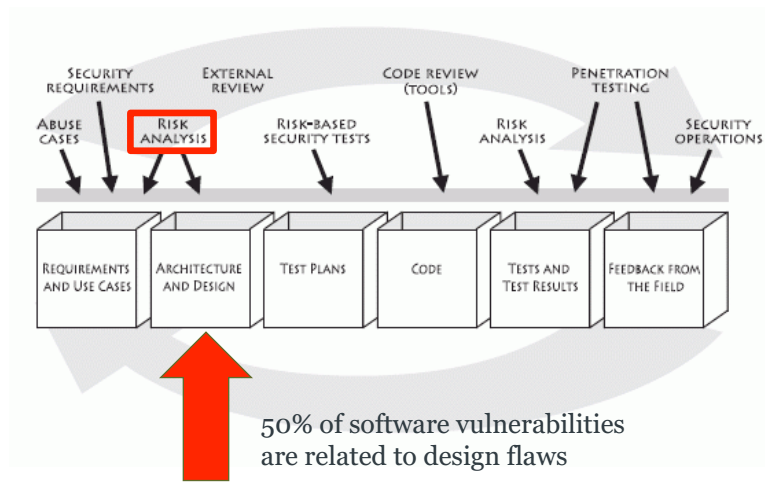 SECURITY
REQUIREMENTS
EXTERNAL
REVIEW
CODE REVIEW
(TOOLS)
PENETRATION
TESTING
ABUSE
CASES
RISK
ANALYSIS
RISK-BASED
SECURITY TESTS
RISK
ANALYSIS
SECURITY
OPERATIONS
REQUIREMENTS
AND USE CASES
ARCHITECTURE
AND DESIGN
TEST PLANS
CODE
TESTS AND
TEST RESULTS
FEEDBACK FROM
THE FIELD
50% of software vulnerabilities
are related to design flaws